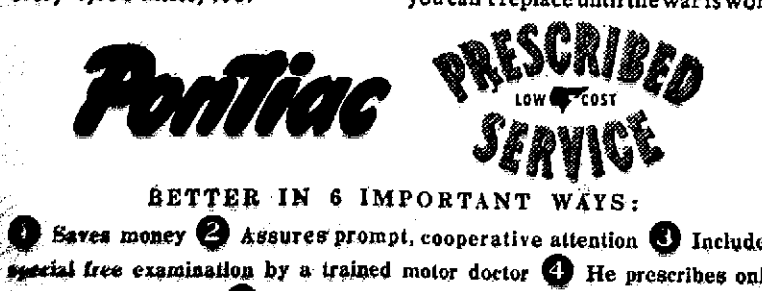 you can't replace until the war is won
Pontiac
PRESCRIBED
LOW COST
SERVICE
BETTER IN 6 IMPORTANT WAYS:
1 Saves money 2 Assures prompt, cooperative attention 3 Include
special free examination by a trained motor doctor 4 He prescribes onl